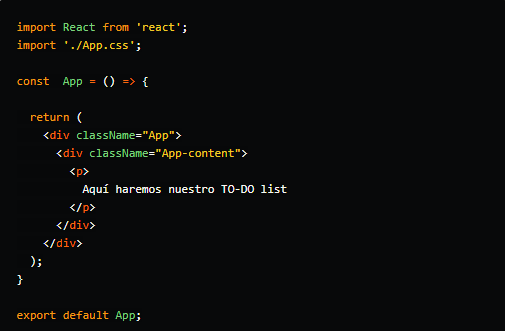 import React from 'react';
import './App.css';

const  App = () => {

  return (
    <div className="App">
      <div className="App-content">
        <p>
          Aquí haremos nuestro TO-DO list
        </p>
      </div>
    </div>
  );
}

export default App;